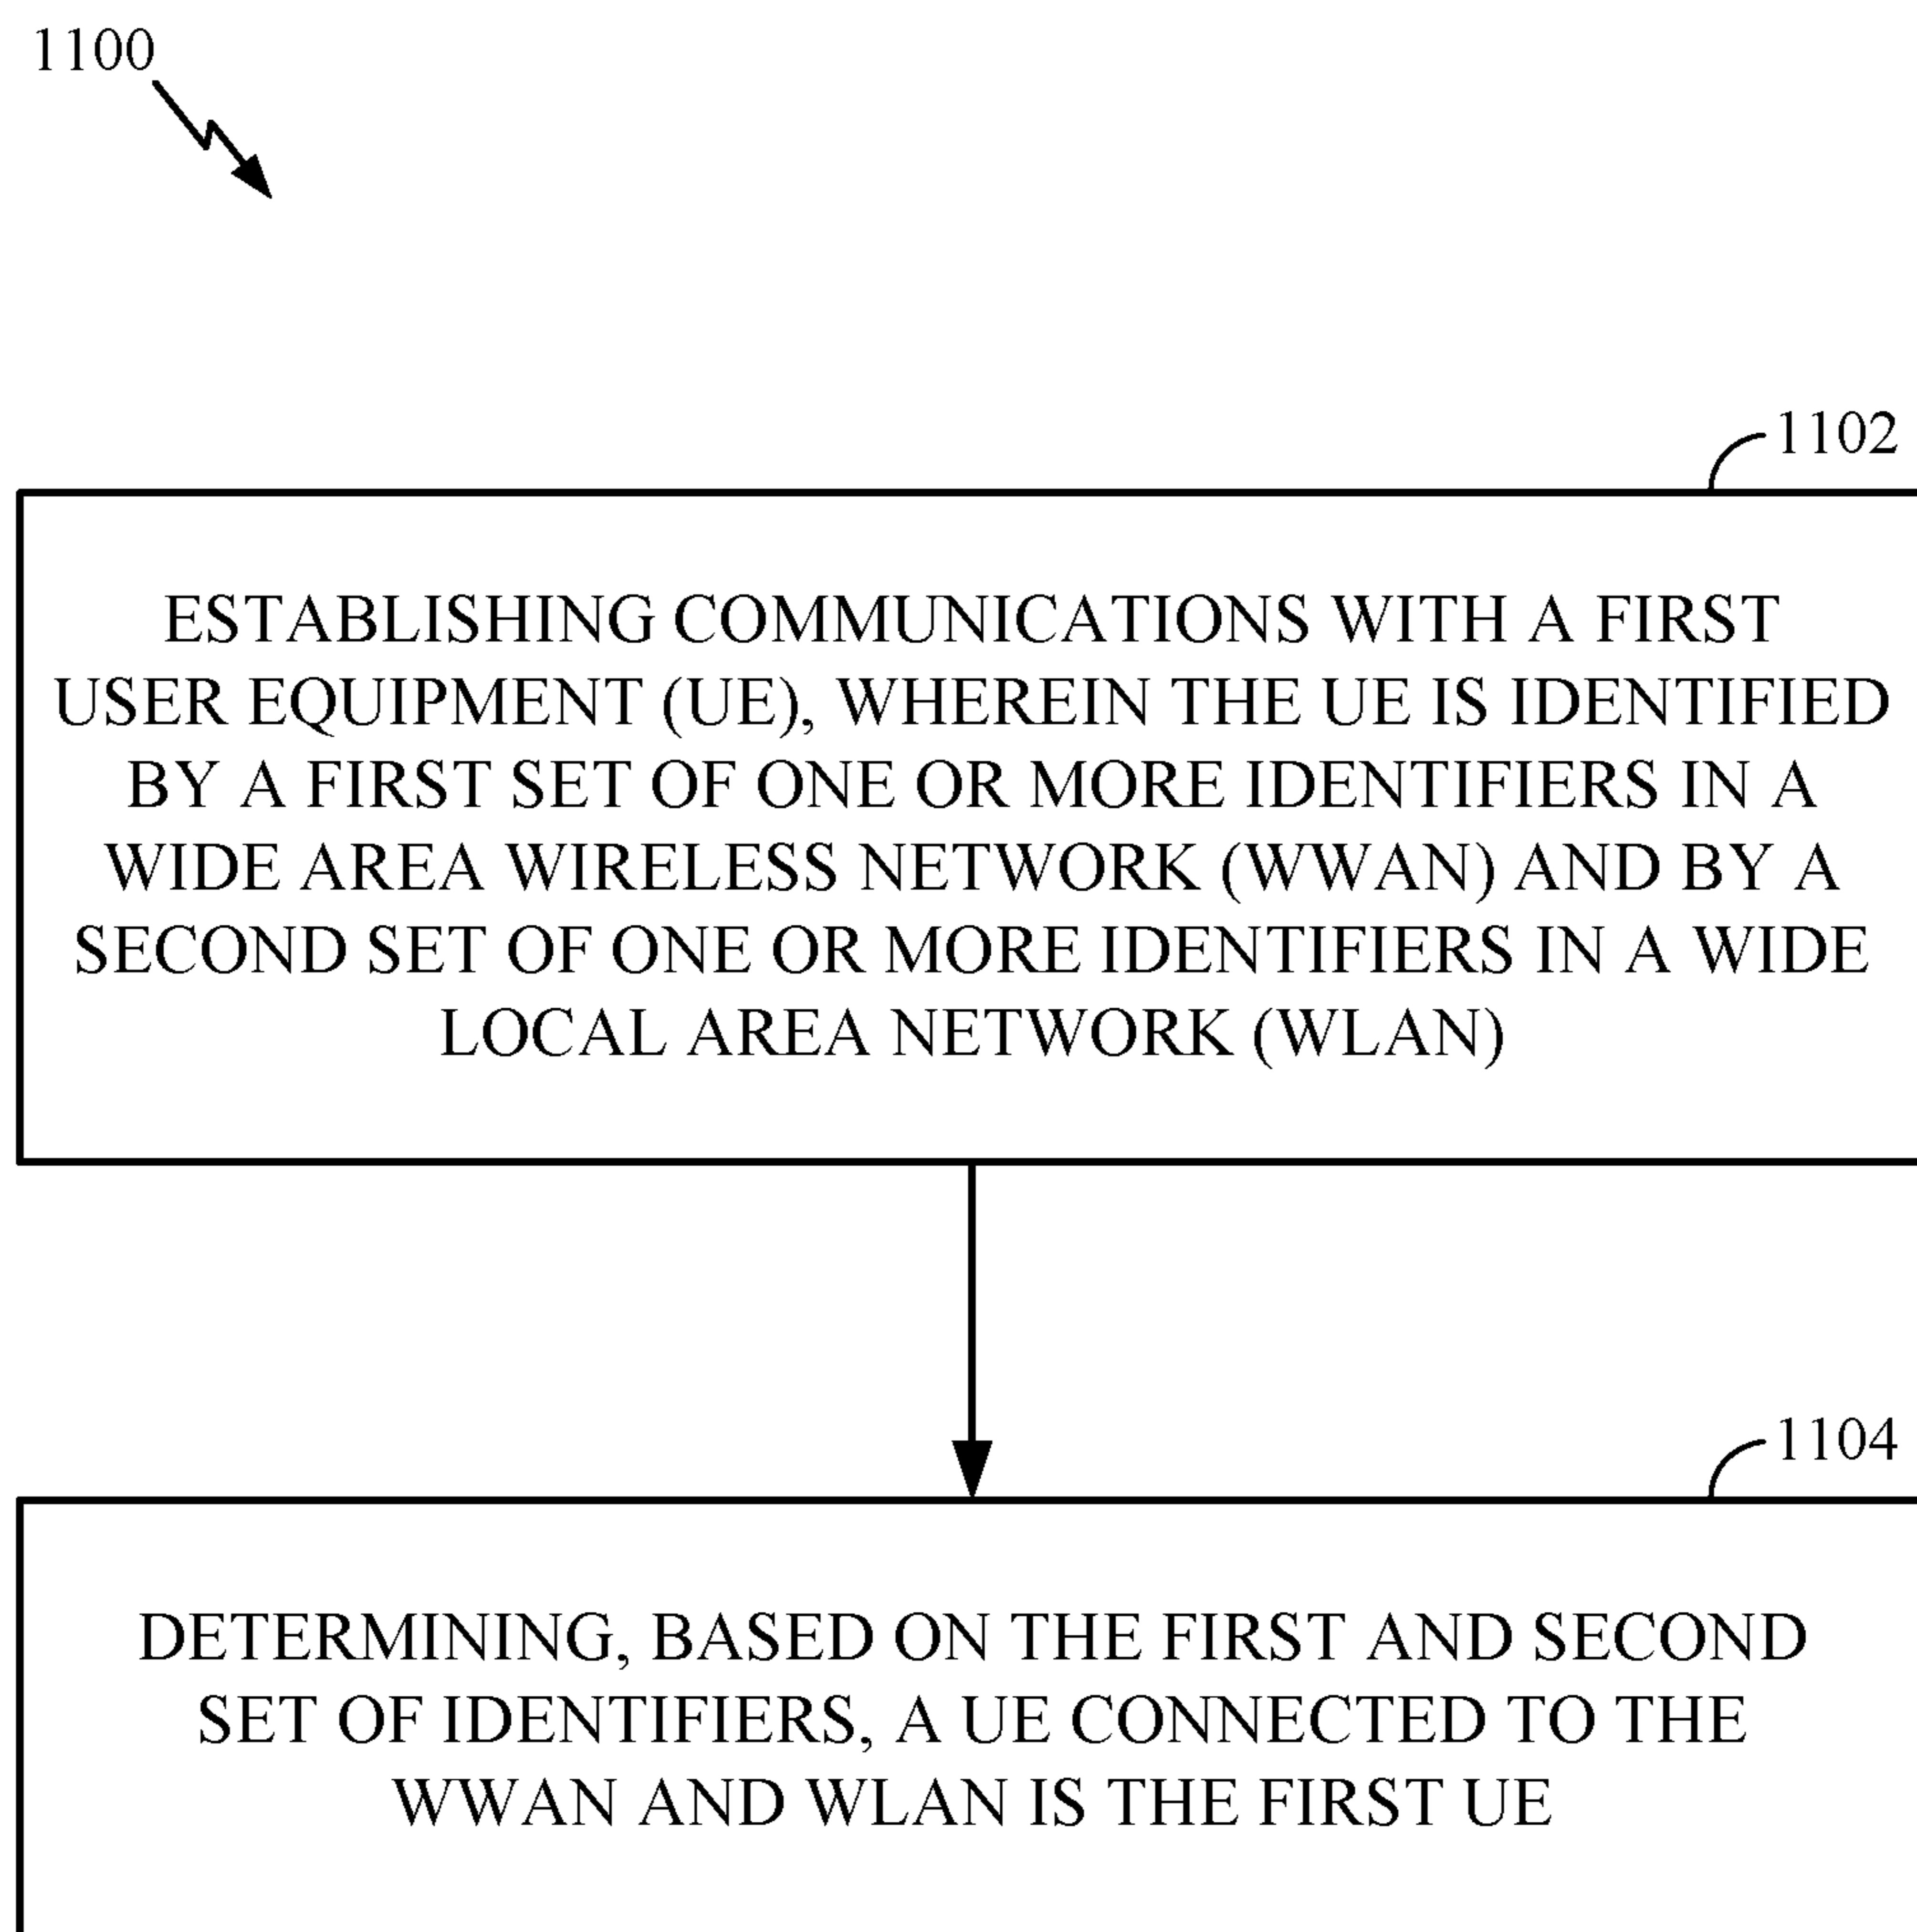 1100
1102
ESTABLISHING COMMUNICATIONS WITH A FIRST
USER EQUIPMENT (UE), WHEREIN THE UE IS IDENTIFIED
BY A FIRST SET OF ONE OR MORE IDENTIFIERS IN A
WIDE AREA WIRELESS NETWORK (WWAN) AND BY A
SECOND SET OF ONE OR MORE IDENTIFIERS IN A WIDE
LOCAL AREA NETWORK (WLAN)
1104
DETERMINING, BASED ON THE FIRST AND SECOND
SET OF IDENTIFIERS, A UE CONNECTED TO THE
WWAN AND WLAN IS THE FIRST UE